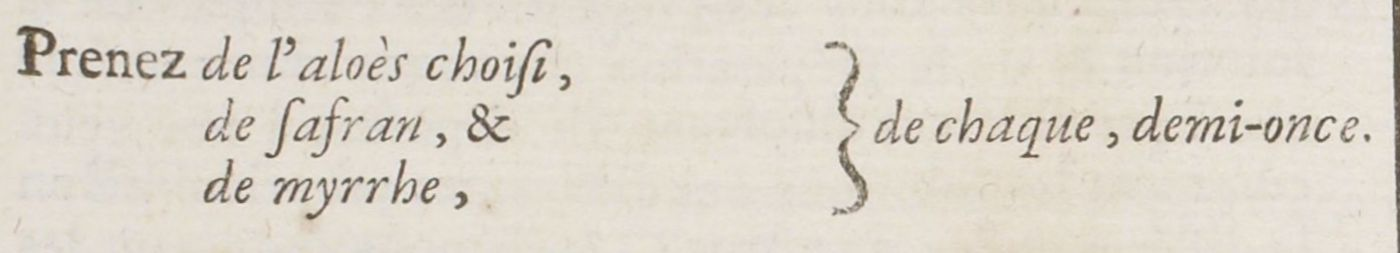 Prenez de l'aloès choiſi,
de ſafran, &
de myrrhe,
} de chaque, demi-once.